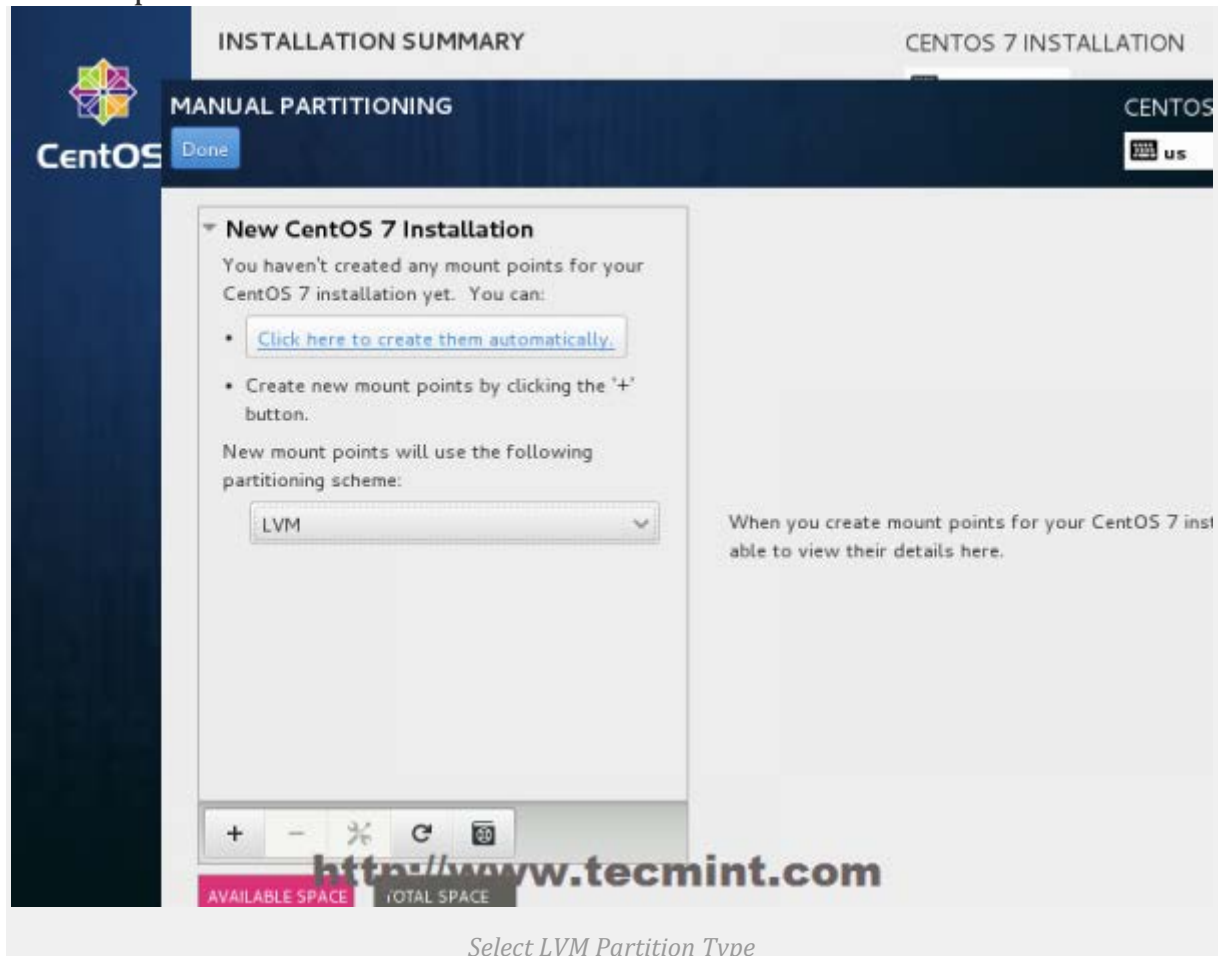 INSTALLATION SUMMARY
CENTOS 7 INSTALLATION
MANUAL PARTITIONING
CENTOS
CentOS
Done
us
New CentOS 7 Installation
You haven't created any mount points for your
CentOS 7 installation yet. You can:
• Click here to create them automatically.
• Create new mount points by clicking the '+'
button.
New mount points will use the following
partitioning scheme:
LVM
When you create mount points for your CentOS 7 inst
able to view their details here.
http://www.tecmint.com
AVAILABLE SPACE
TOTAL SPACE
Select LVM Partition Type